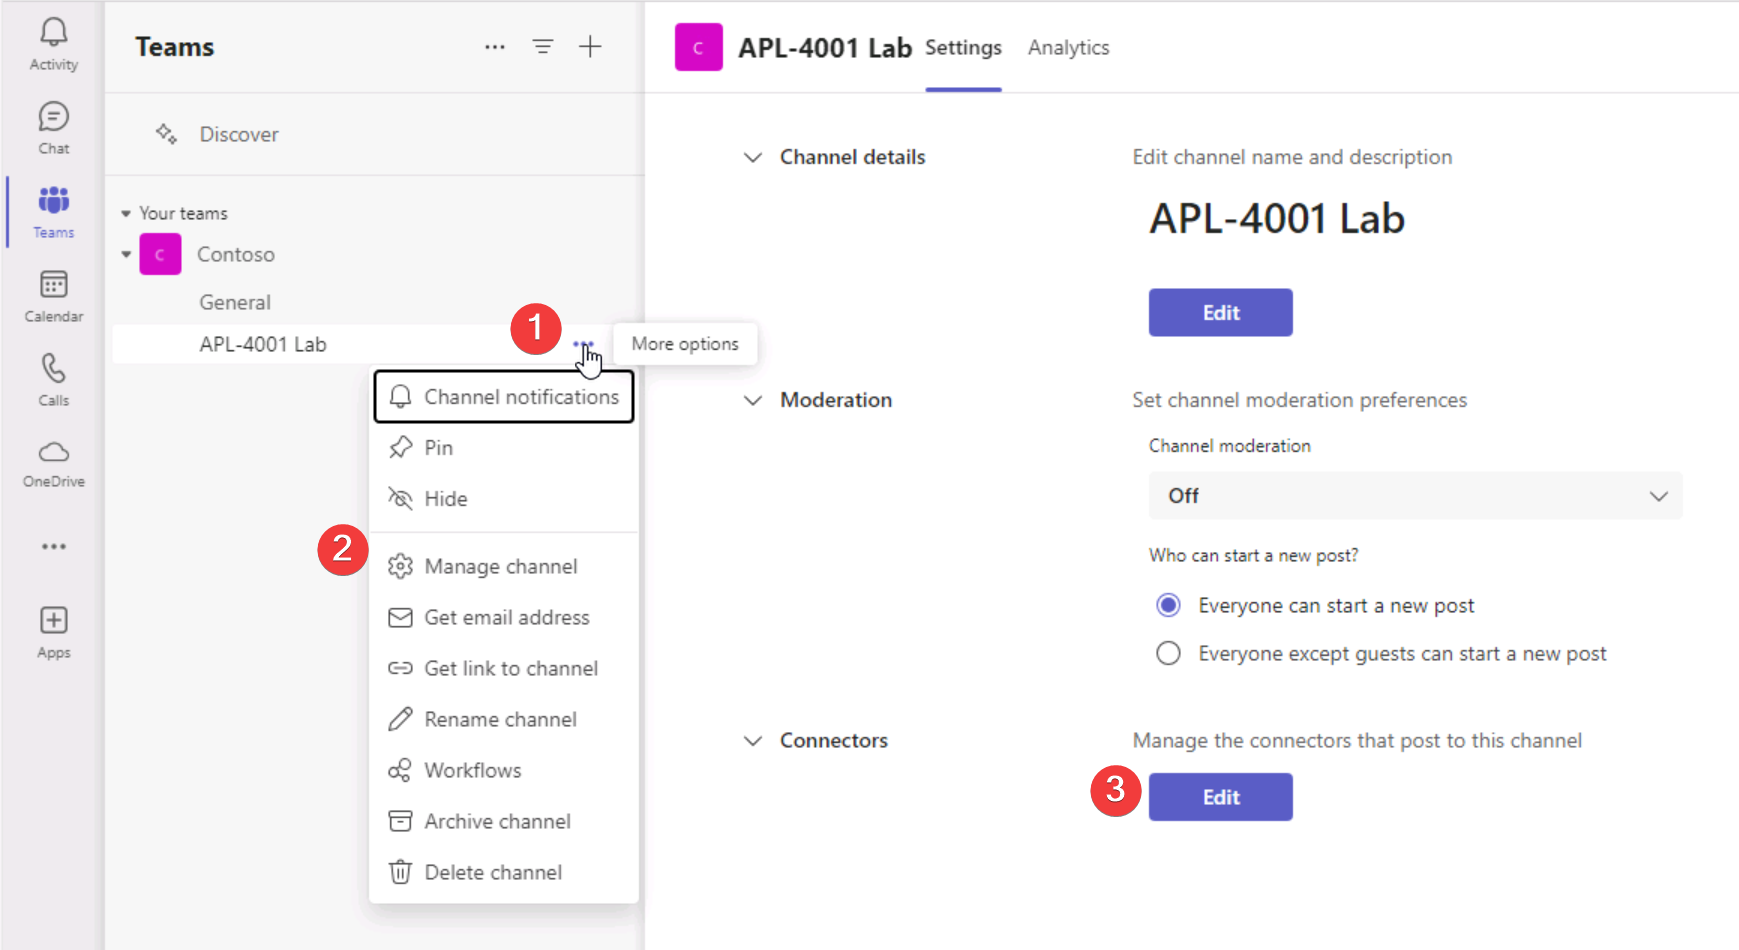 Activity
Chat
Teams
Calendar
Calls
OneDrive
Apps
Teams
Discover
Your teams
C
Contoso
General
APL-4001 Lab
1
More options
Channel notifications
Pin
Hide
2
Manage channel
Get email address
Get link to channel
Rename channel
Workflows
Archive channel
Delete channel
C
APL-4001 Lab
Settings
Analytics
Channel details
Edit channel name and description
APL-4001 Lab
Edit
Moderation
Set channel moderation preferences
Channel moderation
Off
Who can start a new post?
Everyone can start a new post
Everyone except guests can start a new post
Connectors
Manage the connectors that post to this channel
3
Edit